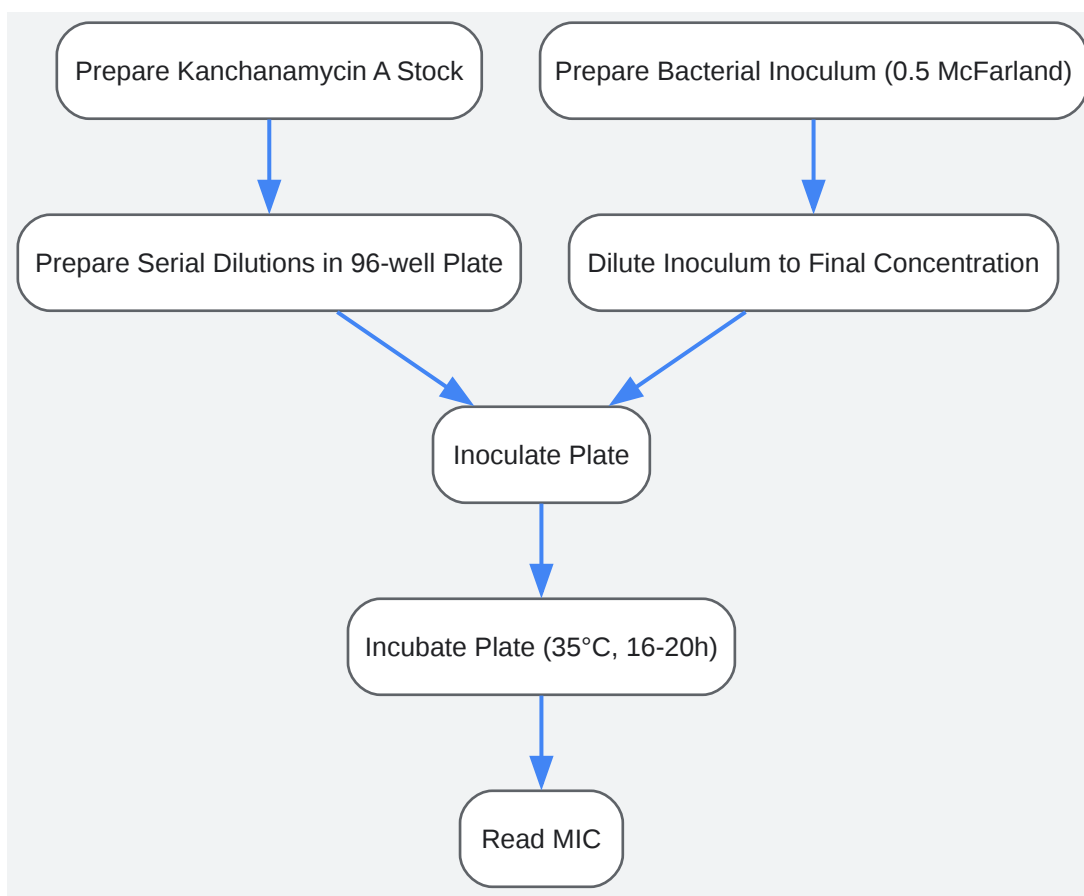 Prepare Kanchanamycin A Stock
Prepare Bacterial Inoculum (0.5 McFarland)
Prepare Serial Dilutions in 96-well Plate
Dilute Inoculum to Final Concentration
Inoculate Plate
Incubate Plate (35°C, 16-20h)
Read MIC